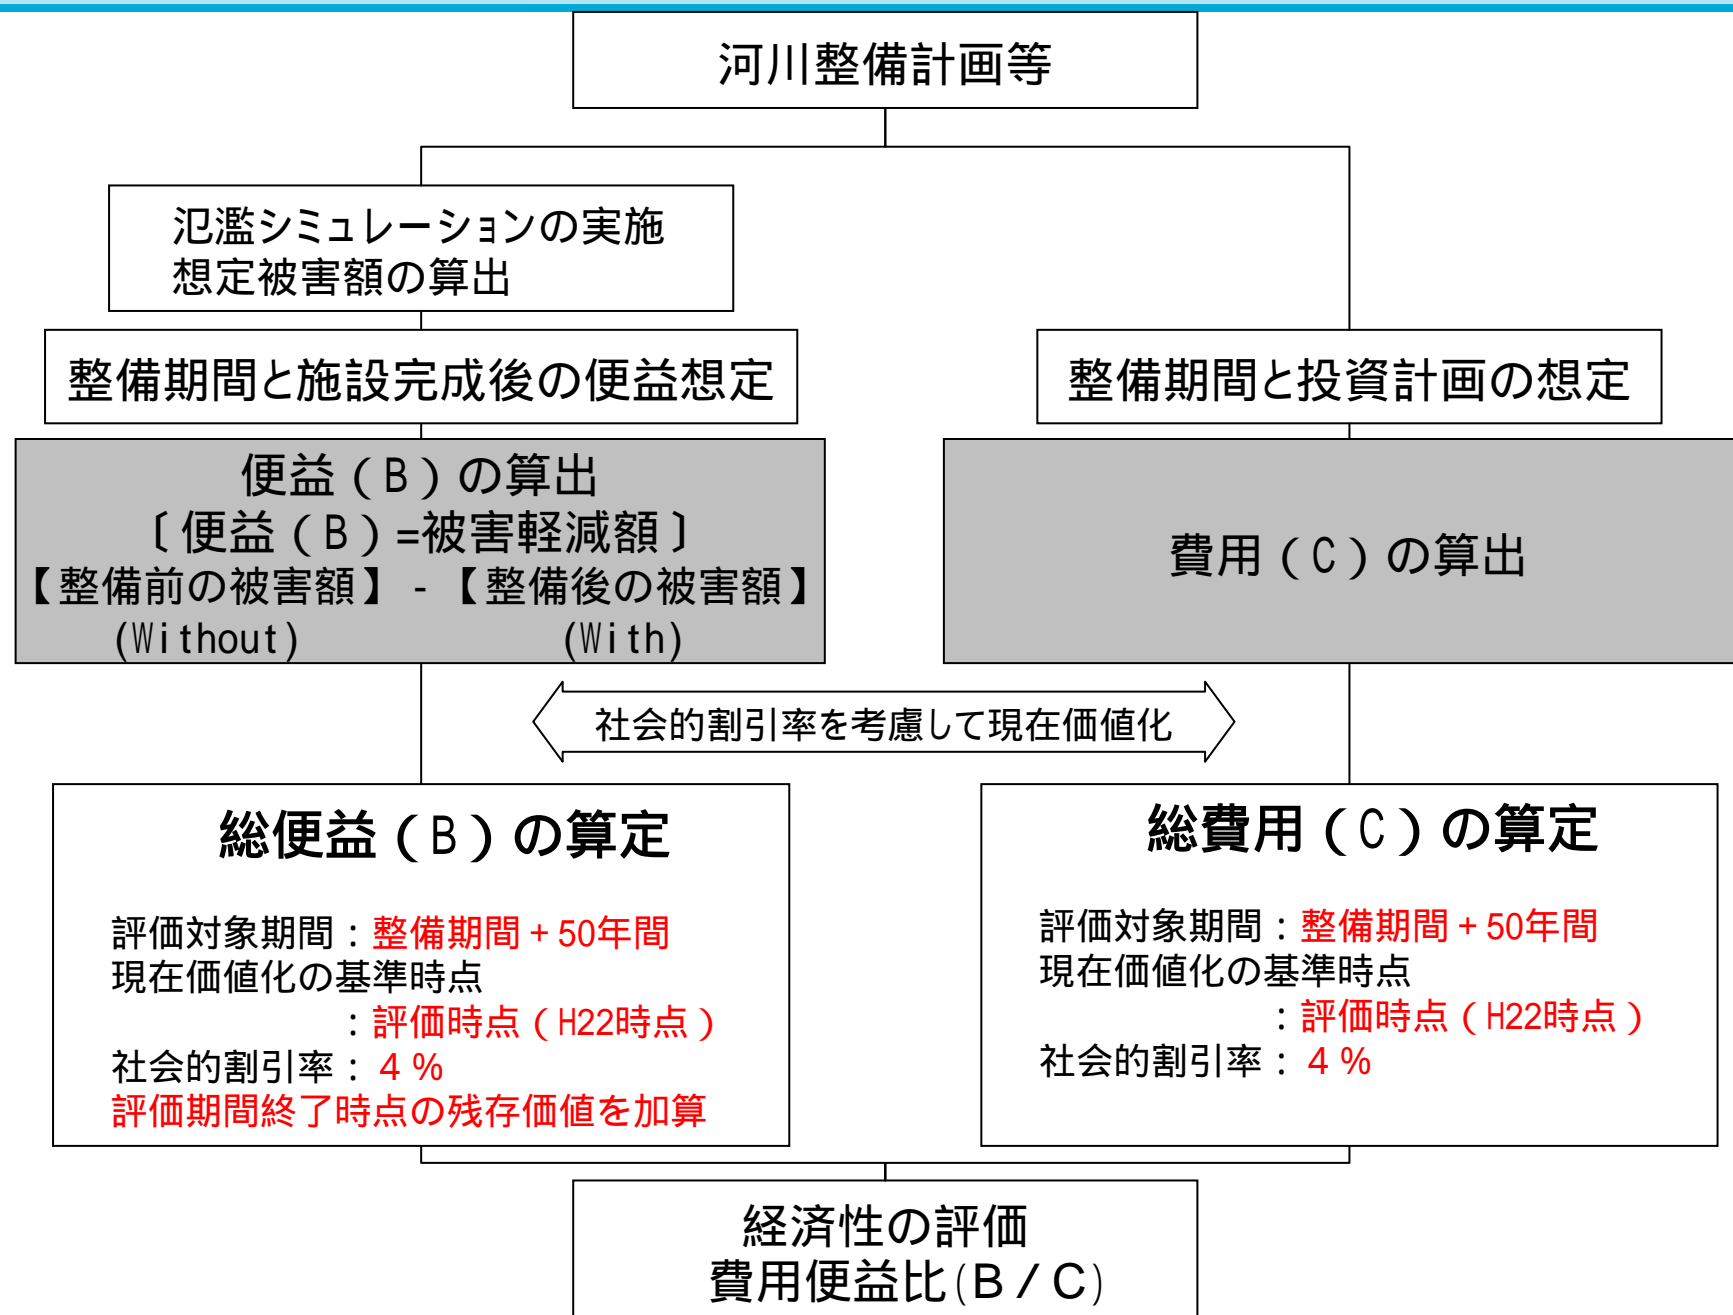 河川整備計画等
氾濫シミュレーションの実施
想定被害額の算出
整備期間と施設完成後の便益想定
便益(B)の算出
〔便益(B)=被害軽減額〕
【整備前の被害額】 - 【整備後の被害額】
(Without) (With)
整備期間と投資計画の想定
費用(C)の算出
社会的割引率を考慮して現在価値化
総便益(B)の算定
評価対象期間:整備期間+50年間
現在価値化の基準時点
:評価時点(H22時点)
社会的割引率:4%
評価期間終了時点の残存価値を加算
総費用(C)の算定
評価対象期間:整備期間+50年間
現在価値化の基準時点
:評価時点(H22時点)
社会的割引率:4%
経済性の評価
費用便益比(B/C)